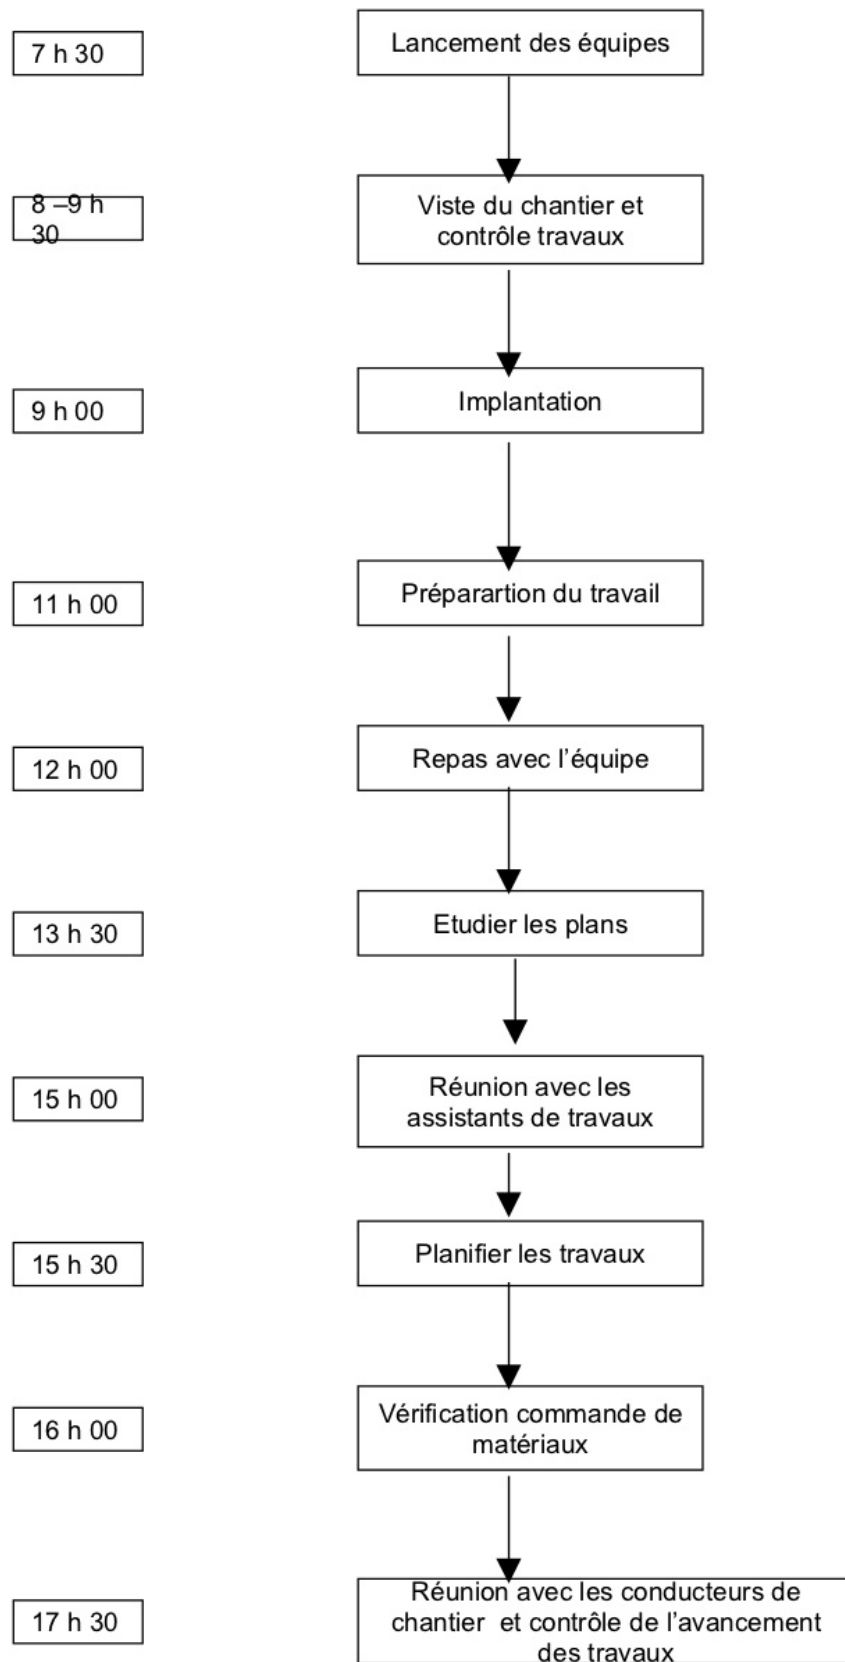 7 h 30
Lancement des équipes
8 –9 h
30
Viste du chantier et
contrôle travaux
9 h 00
Implantation
11 h 00
Préparartion du travail
12 h 00
Repas avec l’équipe
13 h 30
Etudier les plans
15 h 00
Réunion avec les
assistants de travaux
15 h 30
Planifier les travaux
16 h 00
Vérification commande de
matériaux
17 h 30
Réunion avec les conducteurs de
chantier  et contrôle de l’avancement
des travaux